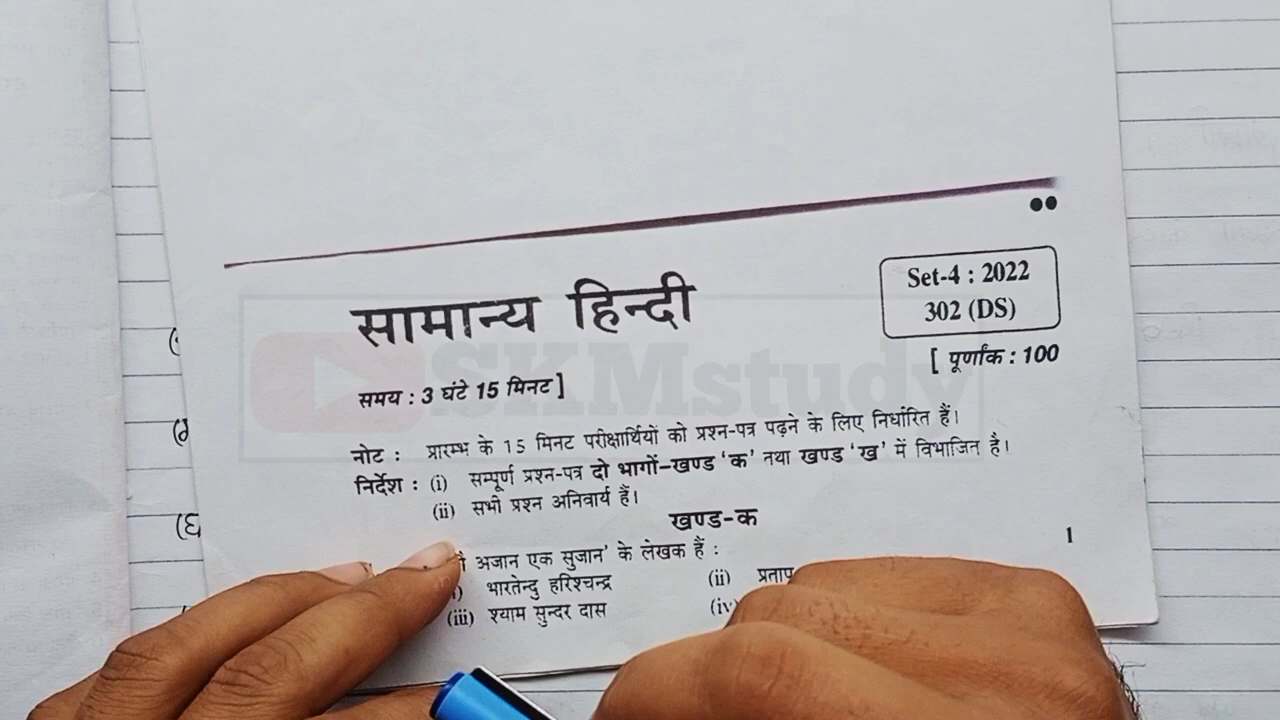 सामान्य हिन्दी
Set-4 : 2022
302 (DS)
[ पूर्णांक : 100
समय : 3 घंटे 15 मिनट ]
SKMstudy
नोट : प्रारम्भ के 15 मिनट परीक्षार्थियों को प्रश्न-पत्र पढ़ने के लिए निर्धारित हैं।
निर्देश : (i) सम्पूर्ण प्रश्न-पत्र दो भागों-खण्ड 'क' तथा खण्ड 'ख' में विभाजित है।
(ii) सभी प्रश्न अनिवार्य हैं।
खण्ड-क
अजान एक सुजान' के लेखक हैं : 1
भारतेन्दु हरिश्चन्द्र (ii) प्रताप
(iii) श्याम सुन्दर दास (iv)